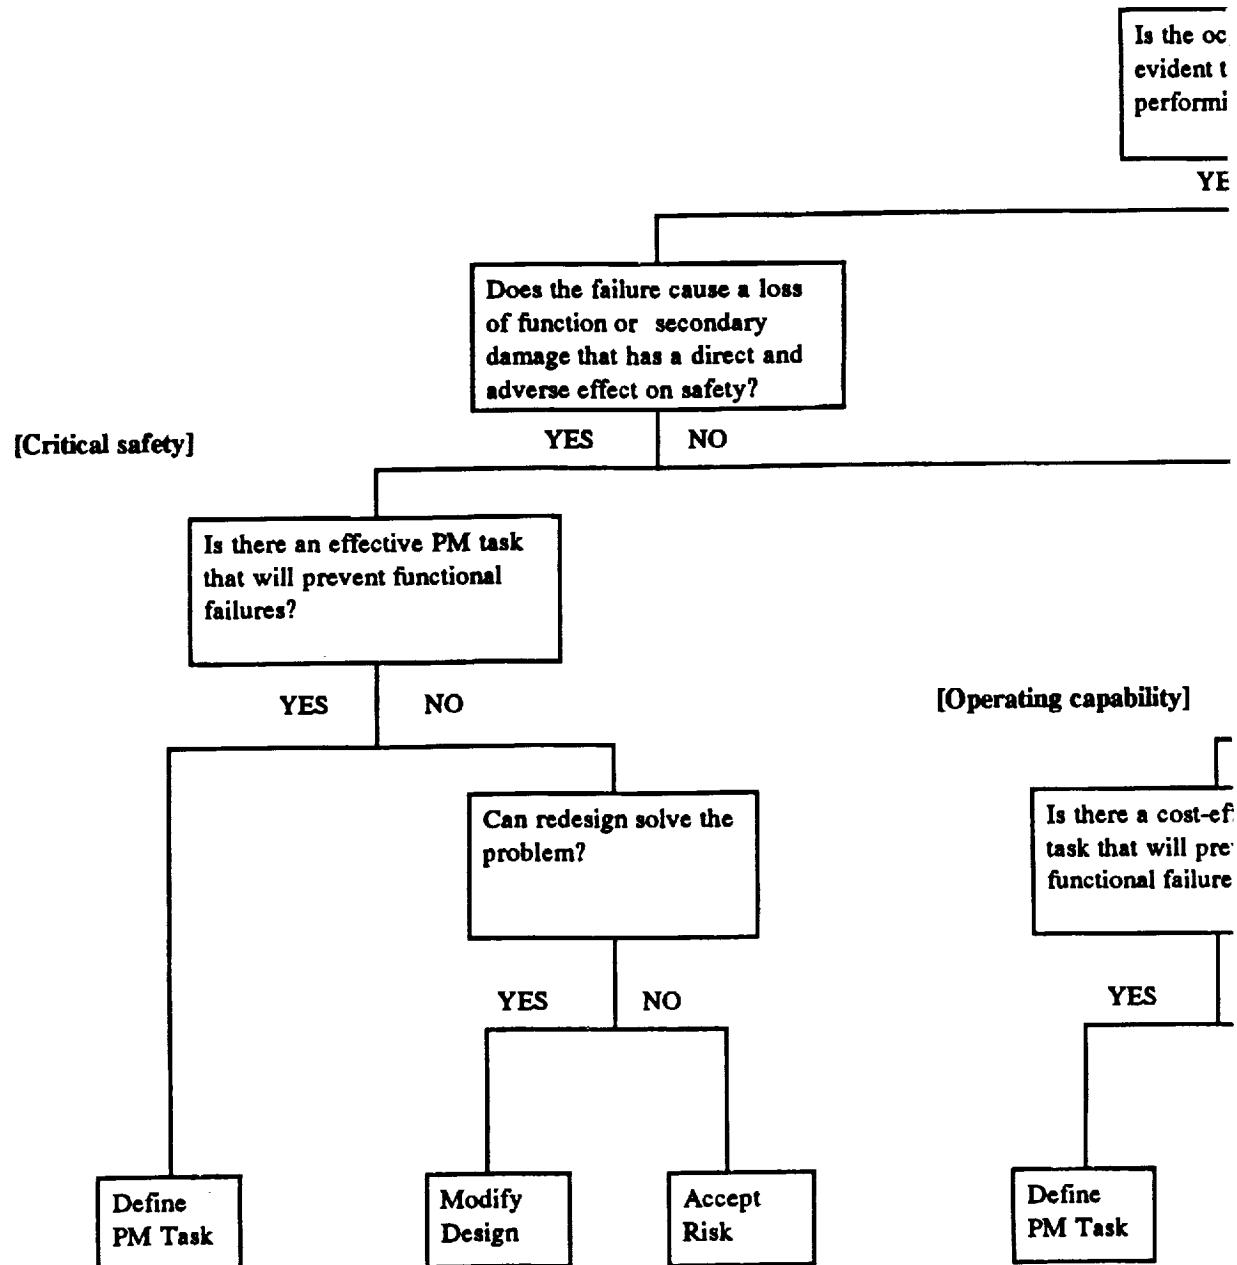 Is the oc
evident t
performi
YE
Does the failure cause a loss
of function or secondary
damage that has a direct and
adverse effect on safety?
YES NO
[Critical safety]
Is there an effective PM task
that will prevent functional
failures?
YES NO
[Operating capability]
Can redesign solve the
problem?
Is there a cost-ef
task that will pre
functional failure
YES NO
YES
Define
PM Task
Modify
Design
Accept
Risk
Define
PM Task